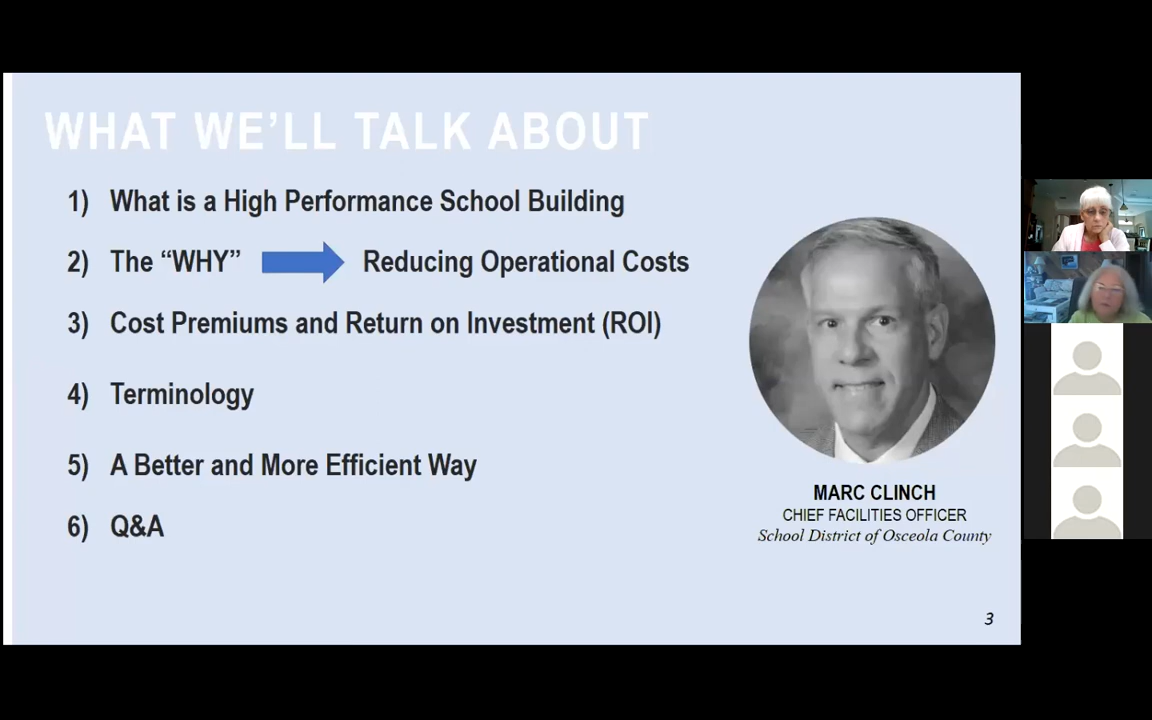 WHAT WE'LL TALK ABOUT
1) What is a High Performance School Building
2) The “WHY” Reducing Operational Costs
3) Cost Premiums and Return on Investment (ROI)
4) Terminology
5) A Better and More Efficient Way
6) Q&A
MARC CLINCH
CHIEF FACILITIES OFFICER
School District of Osceola County
3